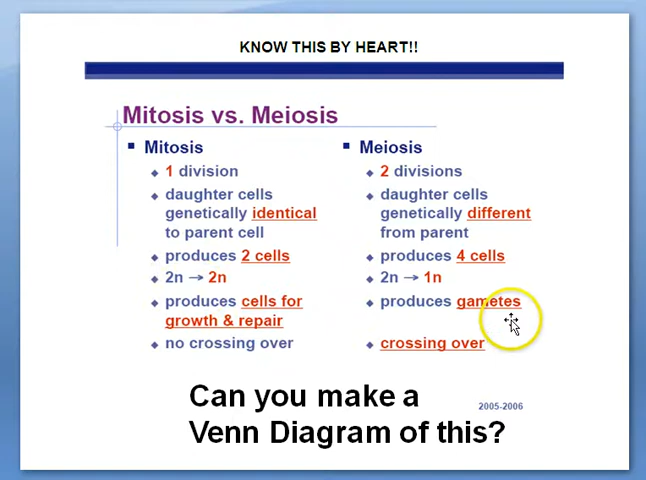 KNOW THIS BY HEART!!
Mitosis vs. Meiosis
Mitosis
1 division
daughter cells
genetically identical
to parent cell
produces 2 cells
2n → 2n
produces cells for
growth & repair
no crossing over
Meiosis
2 divisions
daughter cells
genetically different
from parent
produces 4 cells
2n → 1n
produces gametes
crossing over
Can you make a
Venn Diagram of this?
2005-2006